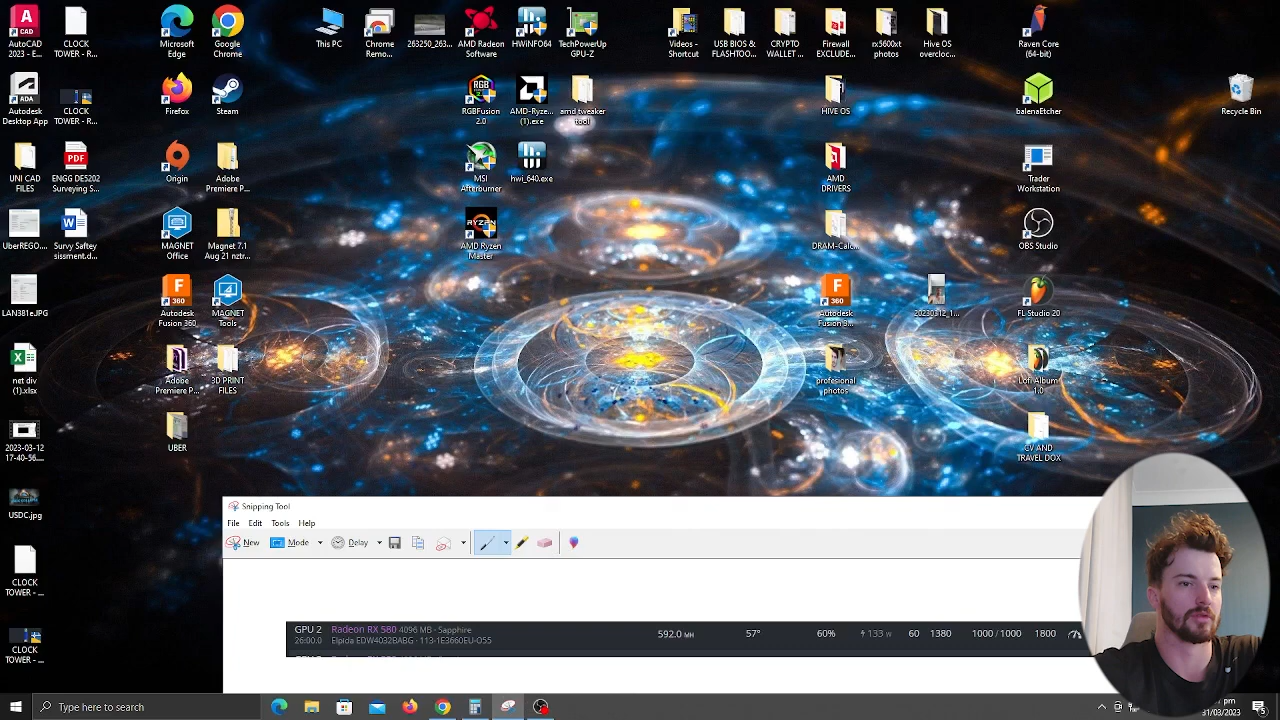 AutoCAD
2023 - E...
CLOCK
TOWER - R...
Microsoft
Edge
Google
Chrome
This PC
Chrome
Remo...
263250_263...
AMD Radeon
Software
HWiNFO64
TechPowerUp
GPU-Z
Videos -
Shortcut
USB BIOS &
FLASHTOO...
CRYPTO
WALLET ...
Firewall
EXCLUDE...
rx5600xt
photos
Hive OS
overcloc...
Raven Core
(64-bit)
Autodesk
Desktop App
CLOCK
TOWER - R...
Firefox
Steam
RGBFusion
2.0
AMD-Ryze...
(1).exe
amd tweaker
tool
HIVE OS
balenaEtcher
Recycle Bin
UNI CAD
FILES
ENGG DE5202
Surveying S...
Origin
Adobe
Premiere P...
MSI
Afterburner
hwi_640.exe
AMD
DRIVERS
Trader
Workstation
UberREGO....
Survy Saftey
sissment.d...
MAGNET
Office
Magnet 7.1
Aug 21 nztr...
AMD Ryzen
Master
DRAM-Calc...
OBS Studio
LAN381e.JPG
Autodesk
Fusion 360
MAGNET
Tools
Autodesk
Fusion 3...
20230312_1...
FL Studio 20
net div
(1).xlsx
Adobe
Premiere P...
3D PRINT
FILES
profesional
photos
Lofi Album
1.0
2023-03-12
17-40-56....
UBER
CV AND
TRAVEL DOX
USDC.jpg
CLOCK
TOWER - ...
CLOCK
TOWER - ...
Snipping Tool
File Edit Tools Help
New Mode Delay
GPU 2 Radeon RX 580 4096 MB · Sapphire 592.0 MH 57° 60% 133 W 60 1380 1000 / 1000 1800
26:00.0 Elpida EDW4032BABG · 113-1E3660EU-O55
Type here to search
pm
31/03/2023